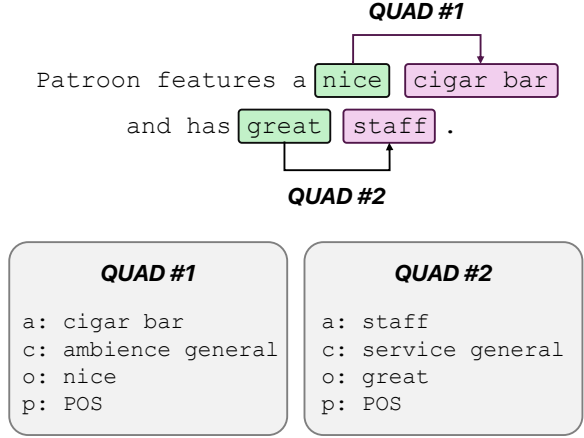 QUAD #1
Patroon features a nice cigar bar
and has great staff .
QUAD #2
QUAD #1
a: cigar bar
c: ambience general
o: nice
p: POS
QUAD #2
a: staff
c: service general
o: great
p: POS